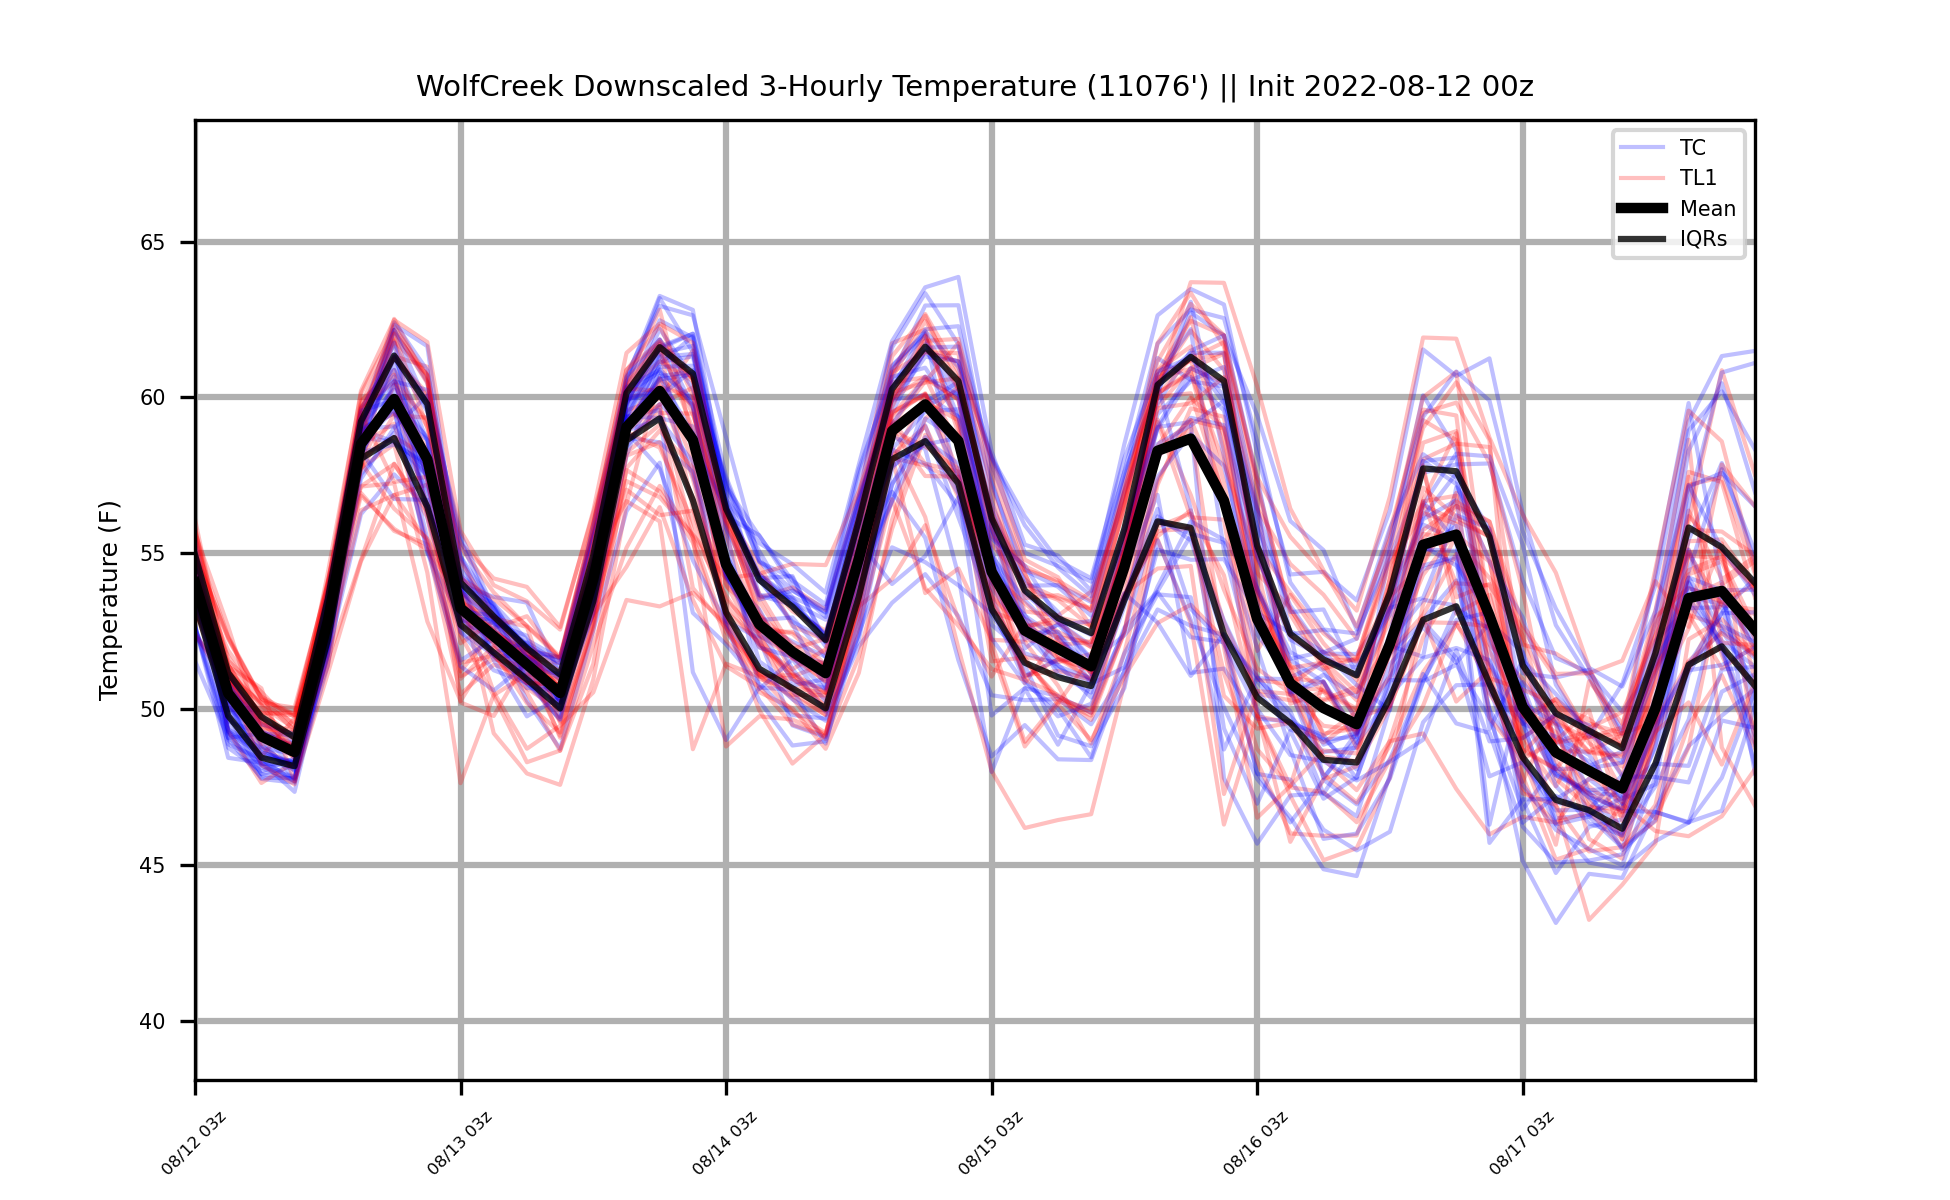 WolfCreek Downscaled 3-Hourly Temperature (11076') || Init 2022-08-12 00z
TC
TL1
Mean
IQRs
Temperature (F)
65
60
55
50
45
40
08/12 03z
08/13 03z
08/14 03z
08/15 03z
08/16 03z
08/17 03z